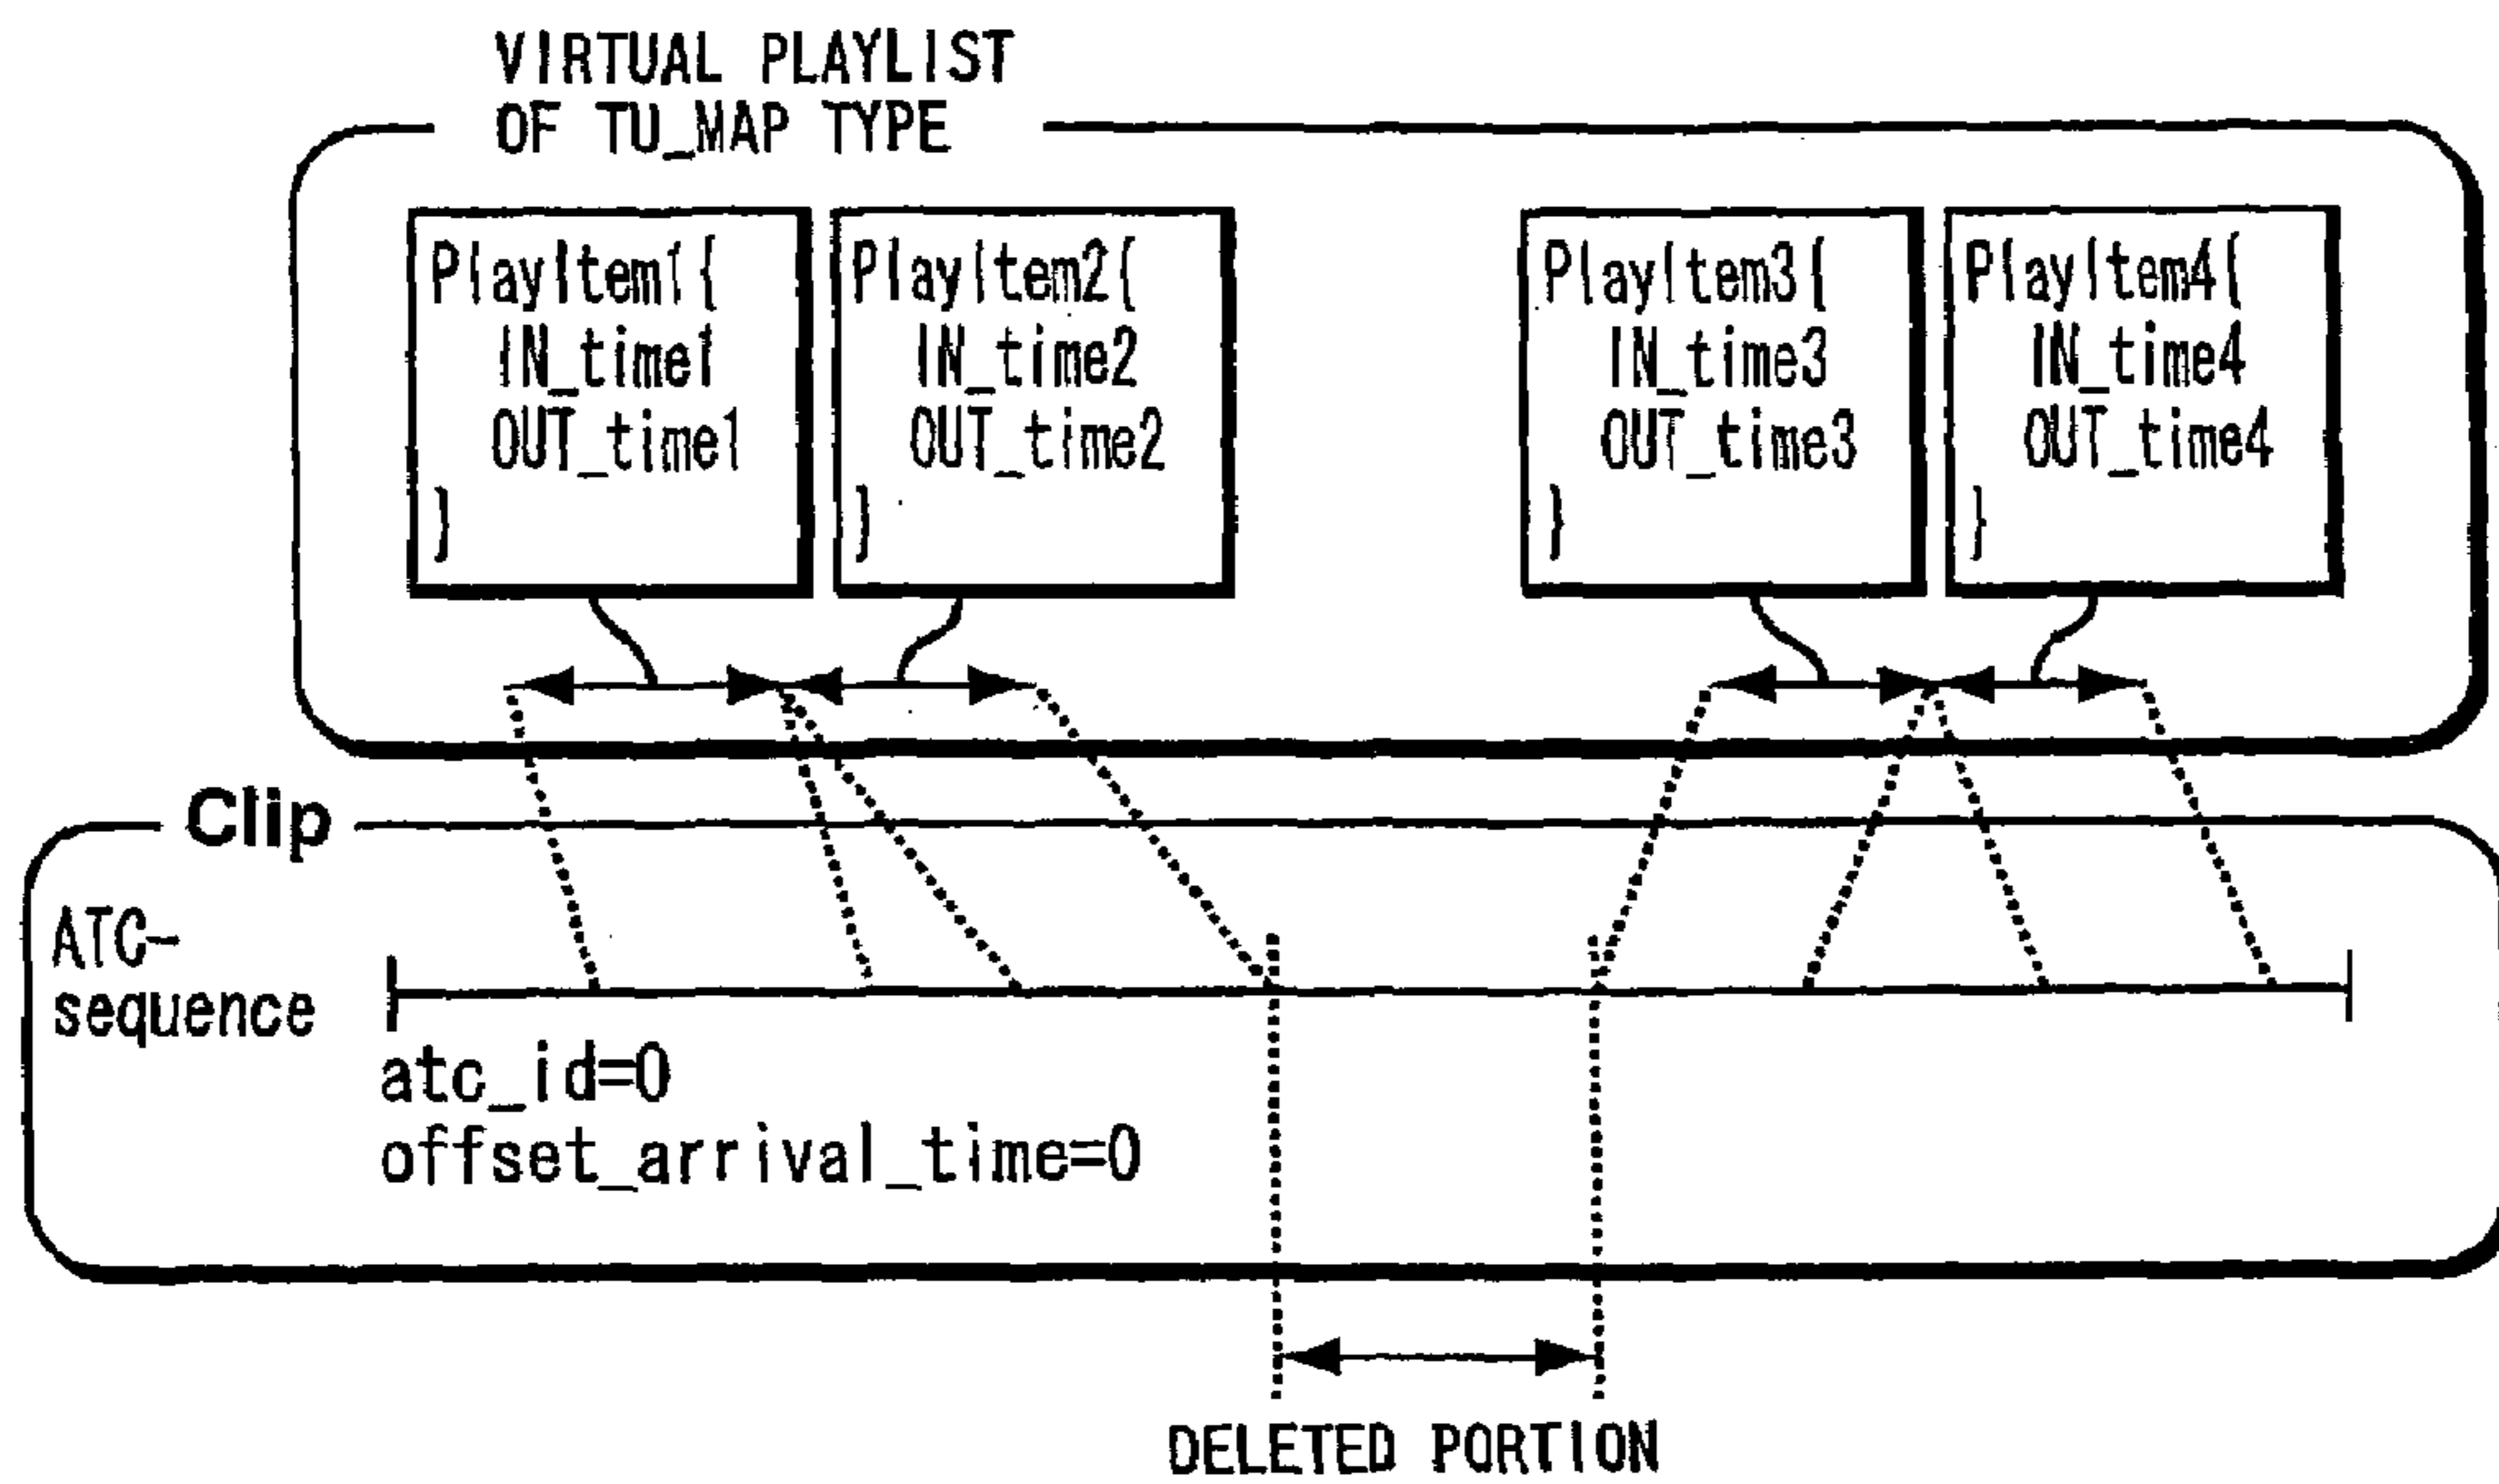 VIRTUAL PLAYLIST
OF TU_MAP TYPE
PlayItem1{
IN_time1
OUT_time1
}
PlayItem2{
IN_time2
OUT_time2
}
PlayItem3{
IN_time3
OUT_time3
}
PlayItem4{
IN_time4
OUT_time4
}
Clip
ATC-
sequence
atc_id=0
offset_arrival_time=0
DELETED PORTION